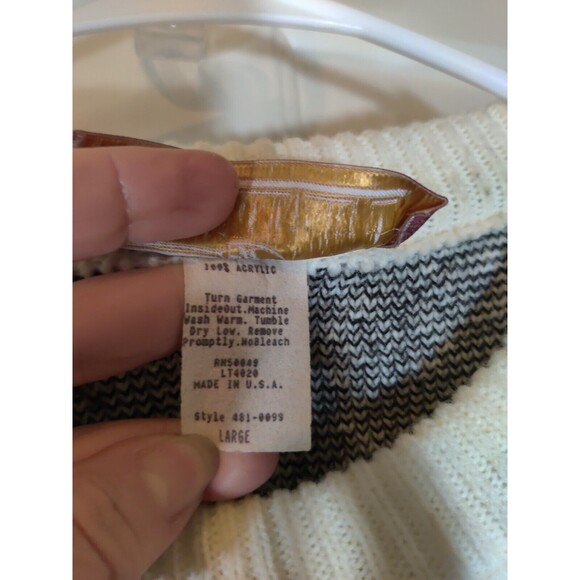 100% ACRYLIC
Turn Garment
InsideOut.Machine
Wash Warm. Tumble
Dry Low. Remove
Promptly.NoBleach
RN50049
LT4020
MADE IN U.S.A.
Style 481-0099
LARGE